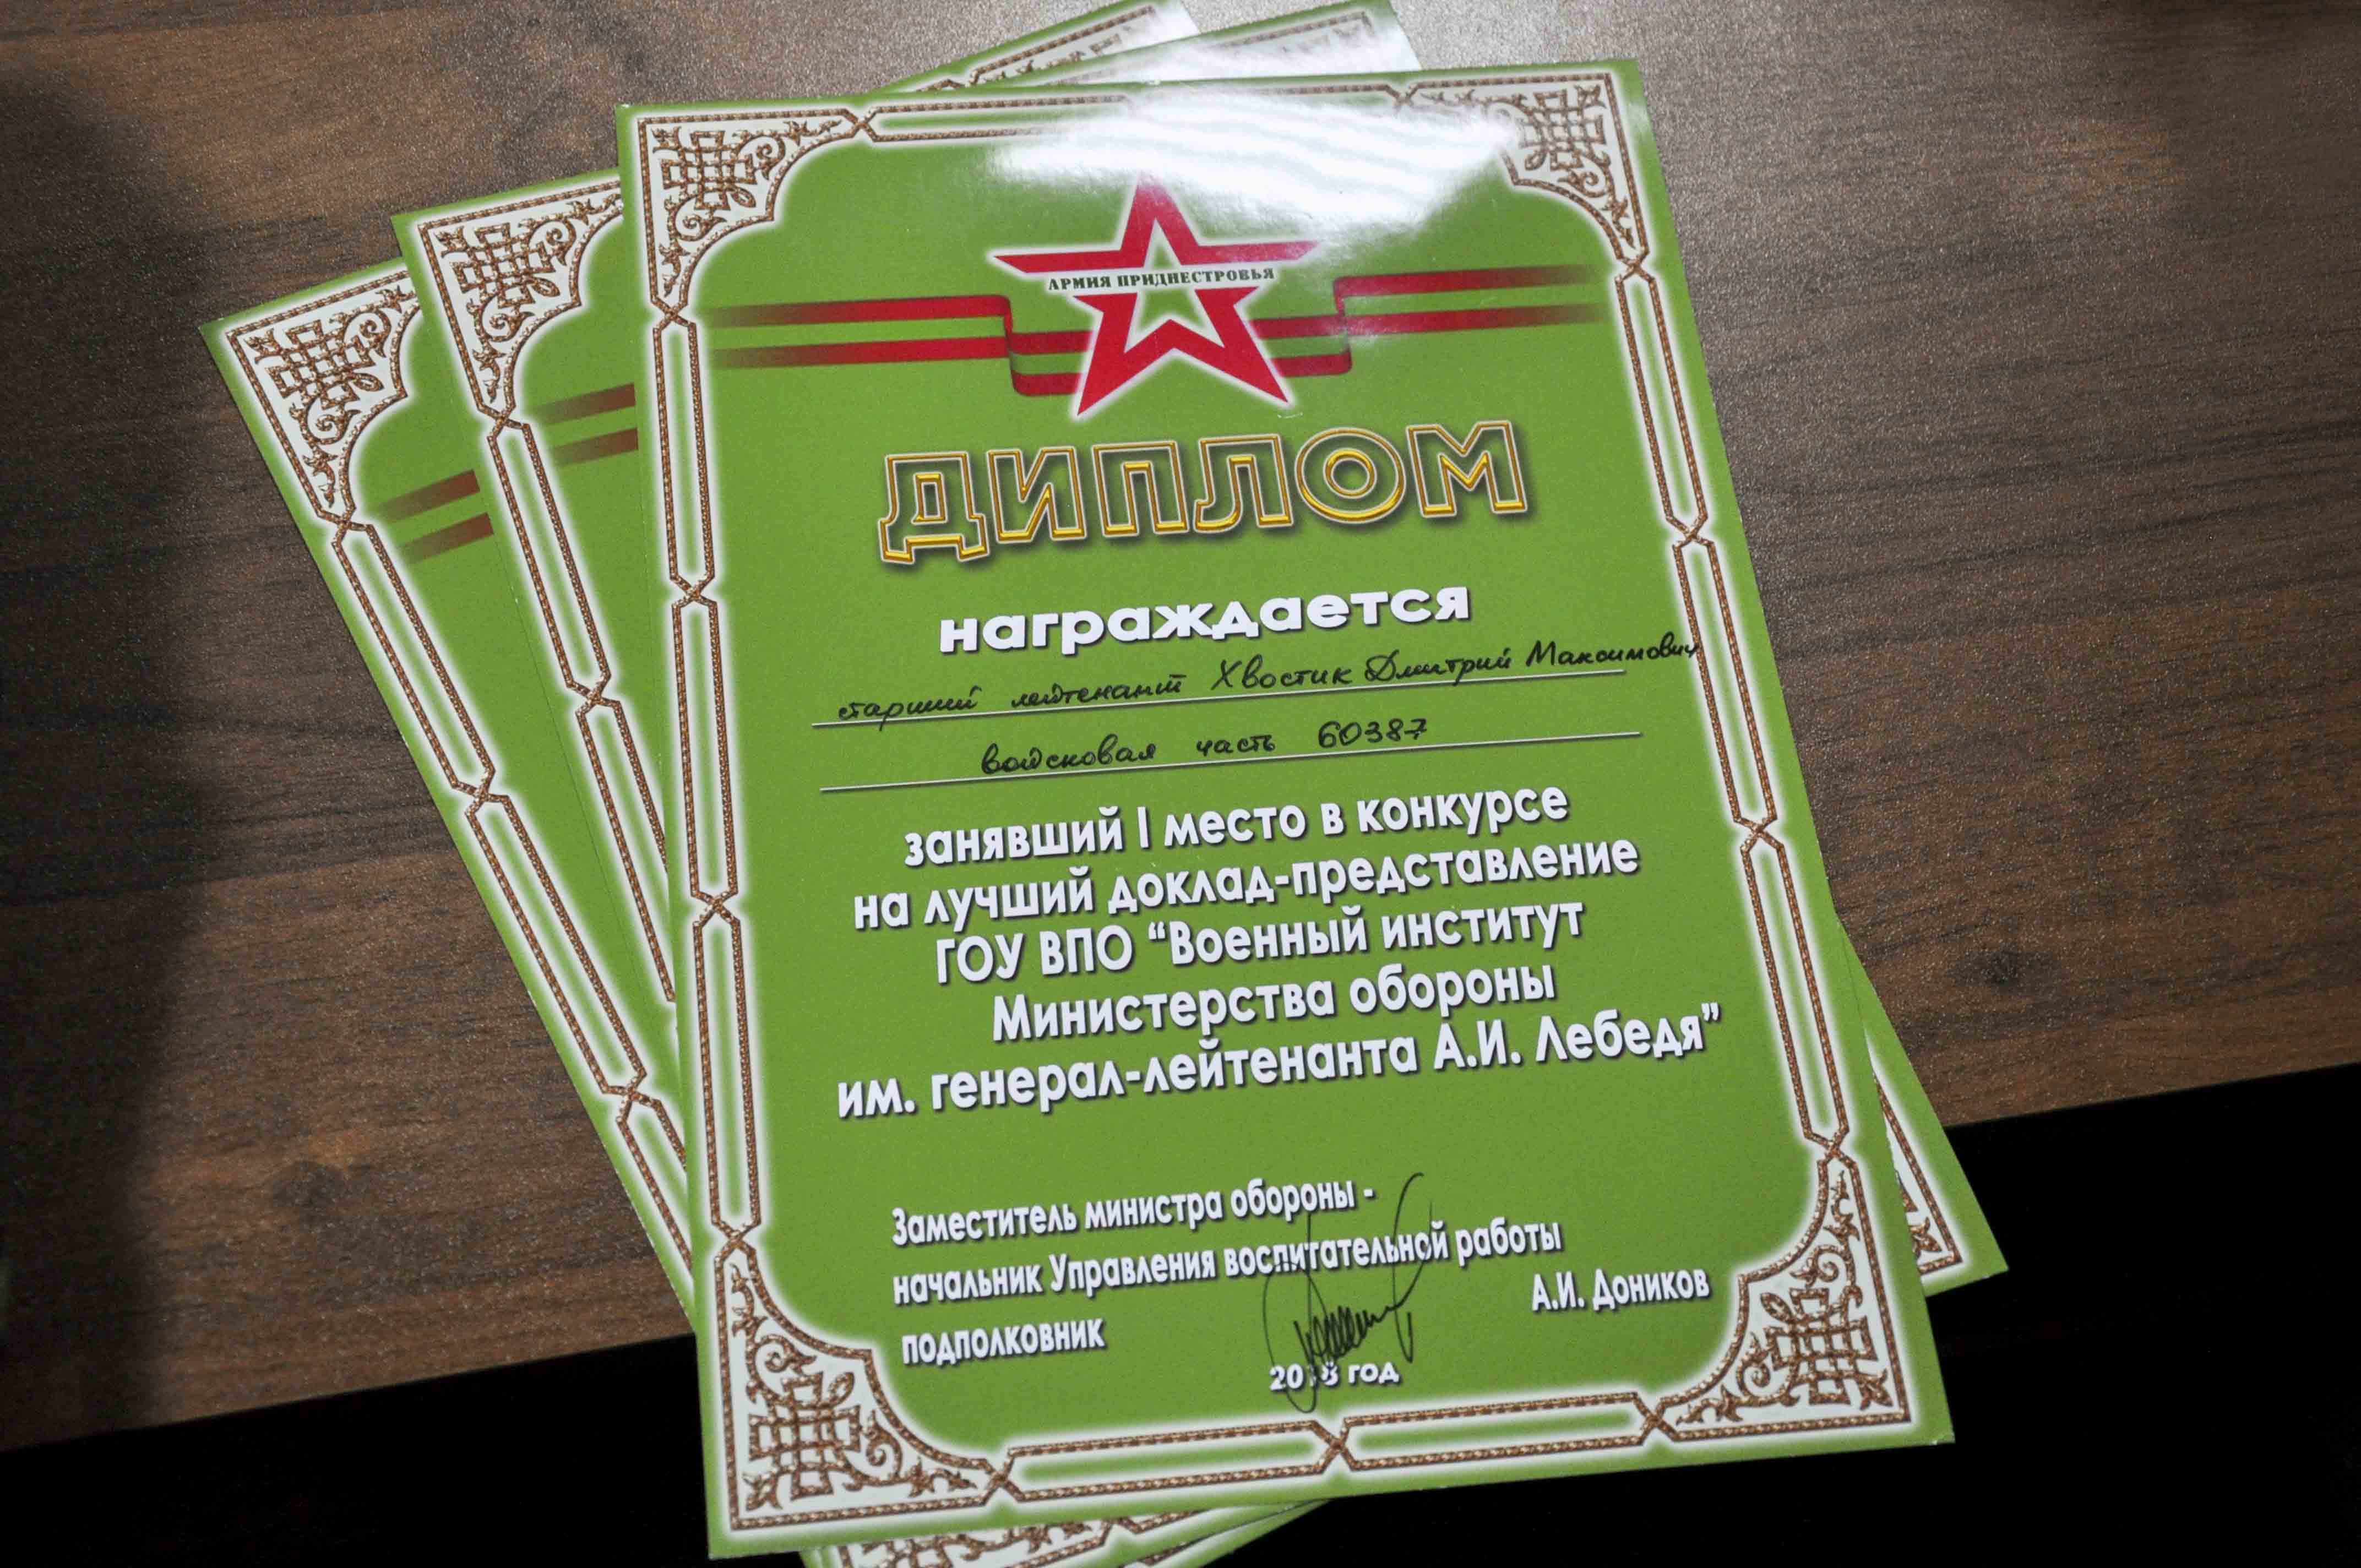 АРМИЯ ПРИДНЕСТРОВЬЯ
ДИПЛОМ
награждается
старший лейтенант Хвостик Дмитрий Максимович
войсковая часть 60387
занявший I место в конкурсе
на лучший доклад-представление
ГОУ ВПО “Военный институт
Министерства обороны
им. генерал-лейтенанта А.И. Лебедя”
Заместитель министра обороны -
начальник Управления воспитательной работы
подполковник А.И. Доников
2018 год